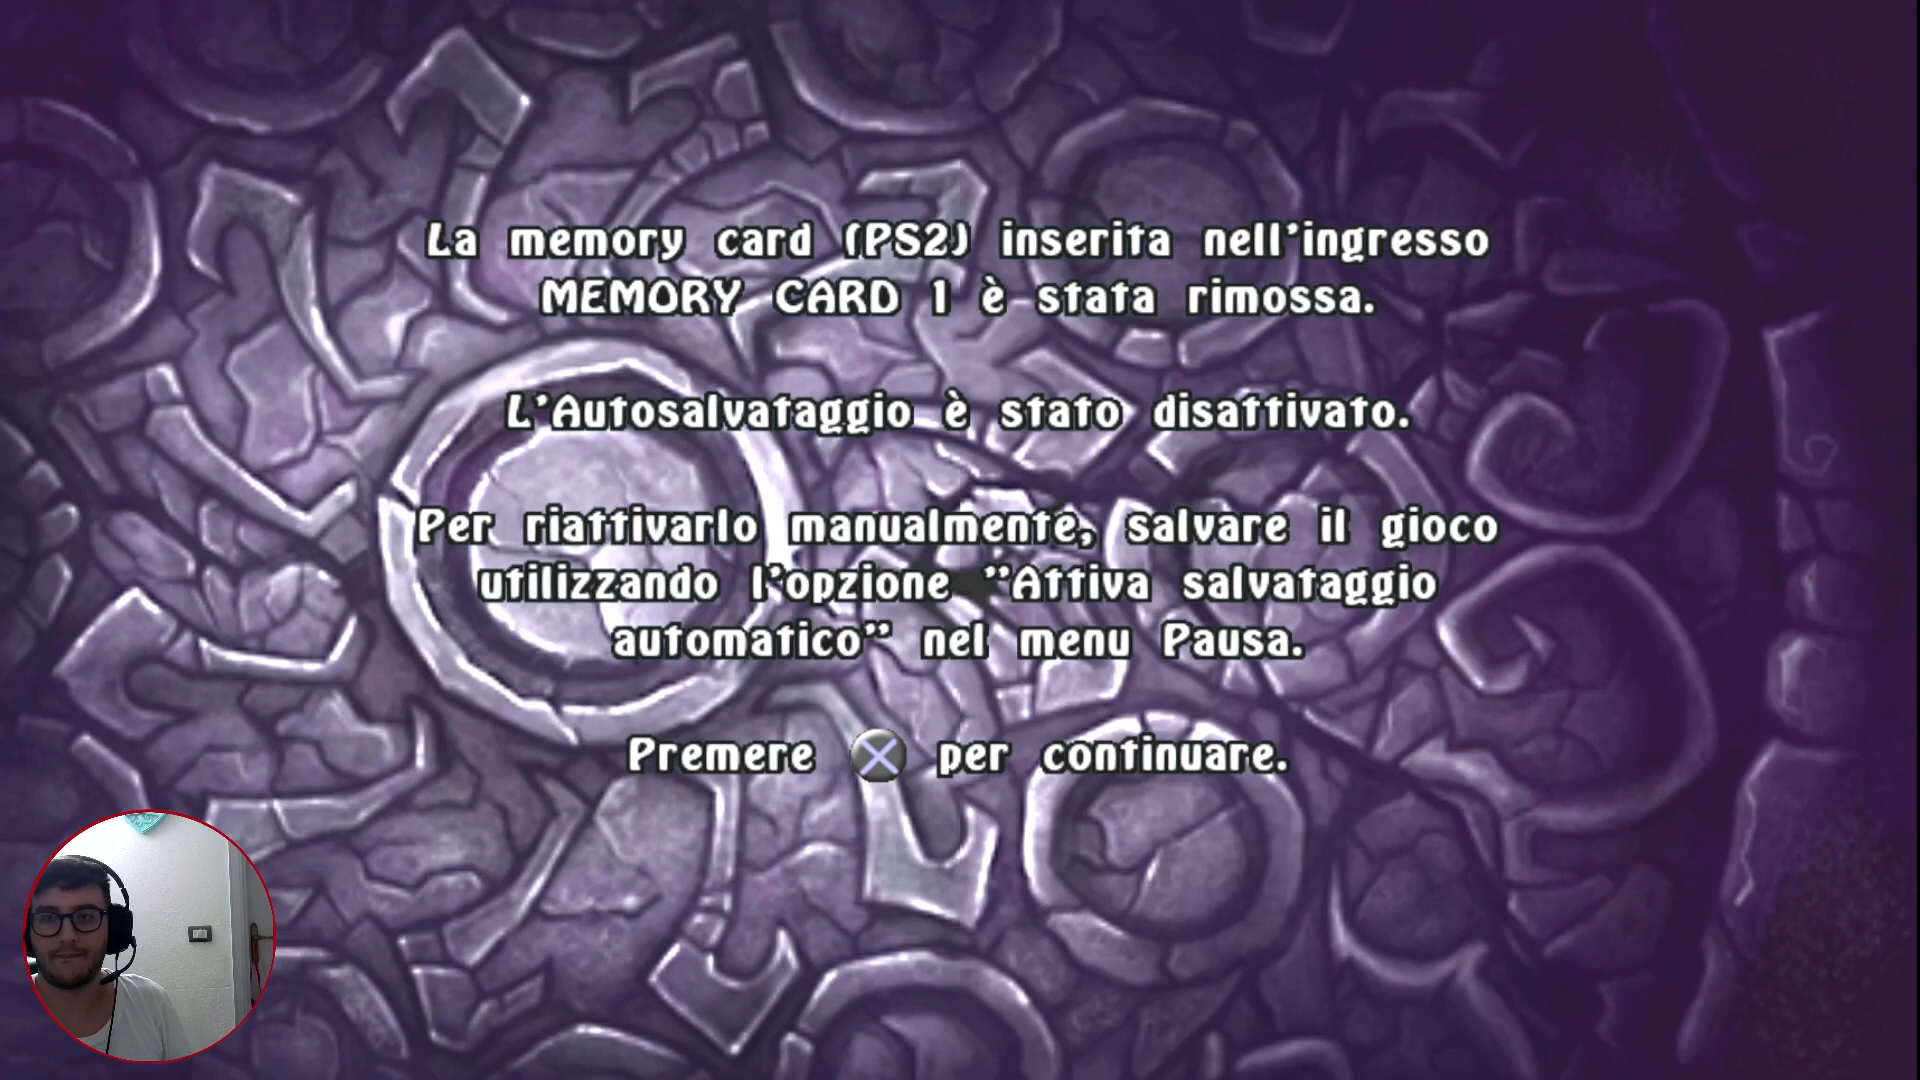 La memory card (PS2) inserita nell'ingresso
MEMORY CARD 1 è stata rimossa.
L'Autosalvataggio è stato disattivato.
Per riattivarlo manualmente, salvare il gioco
utilizzando l'opzione "Attiva salvataggio
automatico" nel menu Pausa.
Premere per continuare.